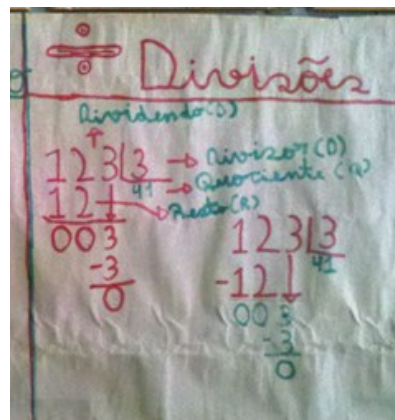 ÷ Divisões
Dividendo (D)
123 |3 → Divisor (D)
12 41 → Quociente (Q)
→ Resto (R)
003
-3
0
123 |3
-12 41
003
-3
0